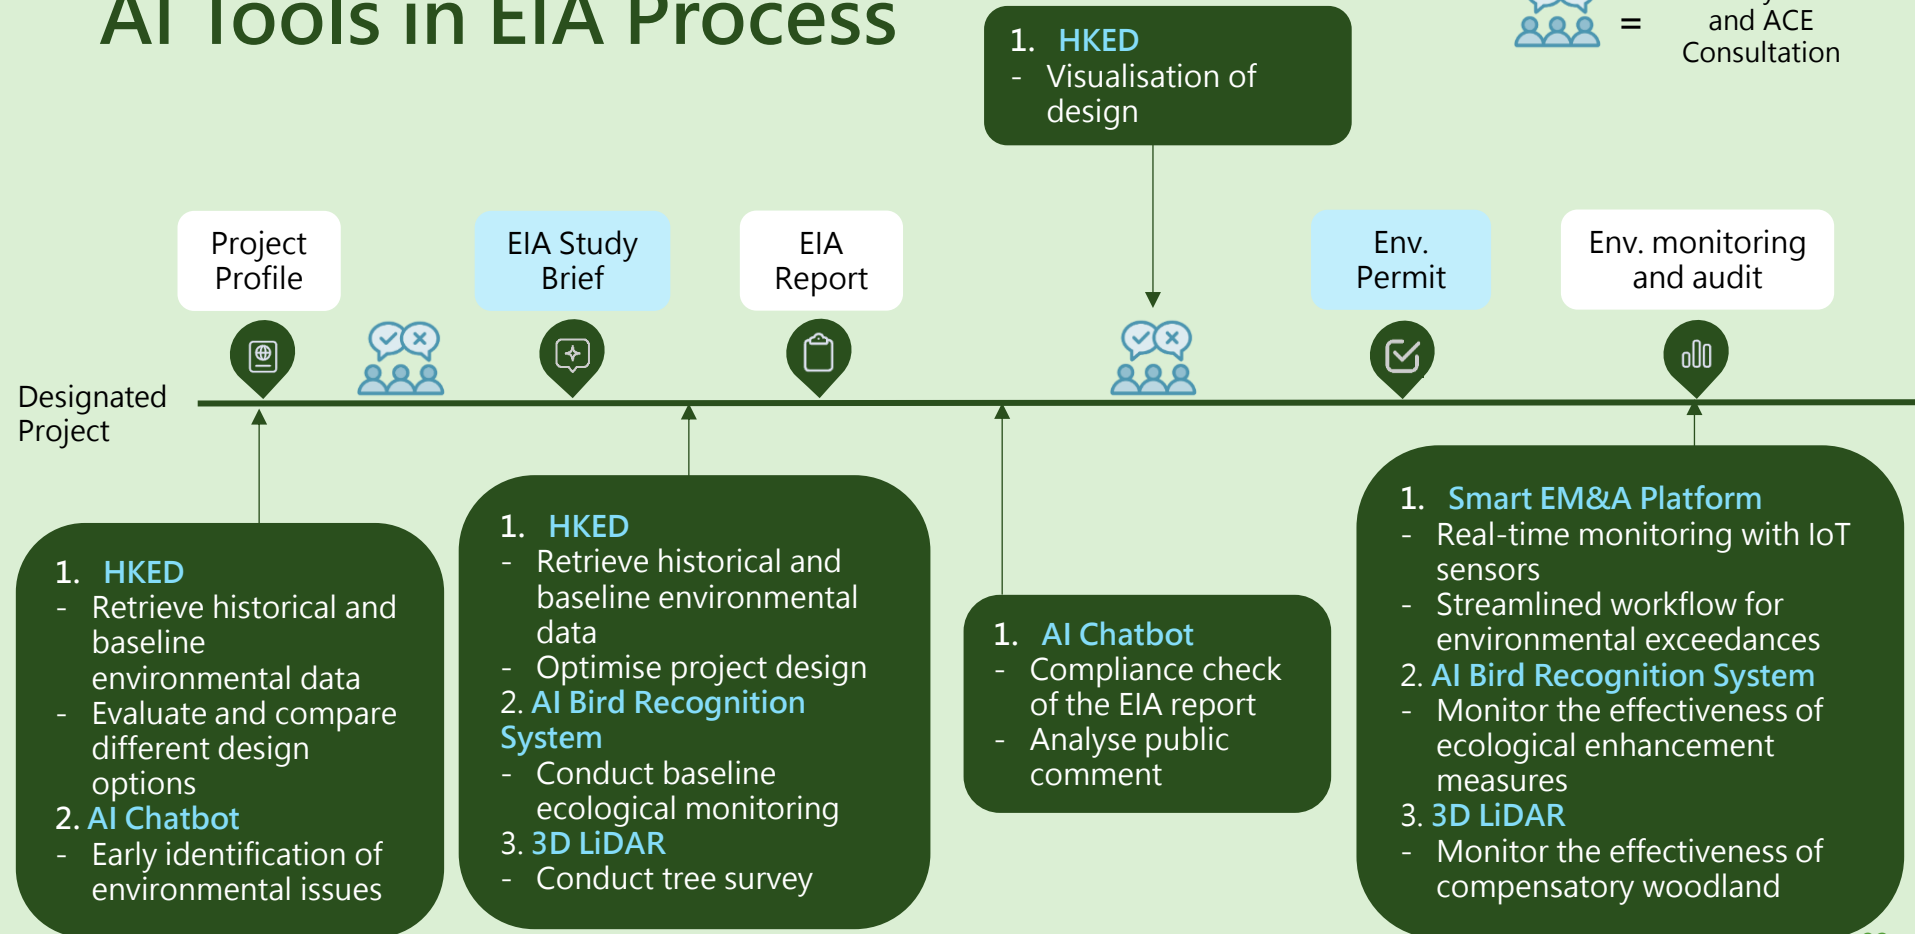 AI Tools in EIA Process
1. HKED
- Visualisation of
design
=
and ACE
Consultation
Project
Profile
EIA Study
Brief
EIA
Report
Env.
Permit
Env. monitoring
and audit
Designated
Project
1. HKED
- Retrieve historical and
baseline
environmental data
- Evaluate and compare
different design
options
2. AI Chatbot
- Early identification of
environmental issues
1. HKED
- Retrieve historical and
baseline environmental
data
- Optimise project design
2. AI Bird Recognition
System
- Conduct baseline
ecological monitoring
3. 3D LiDAR
- Conduct tree survey
1. AI Chatbot
- Compliance check
of the EIA report
- Analyse public
comment
1. Smart EM&A Platform
- Real-time monitoring with IoT
sensors
- Streamlined workflow for
environmental exceedances
2. AI Bird Recognition System
- Monitor the effectiveness of
ecological enhancement
measures
3. 3D LiDAR
- Monitor the effectiveness of
compensatory woodland